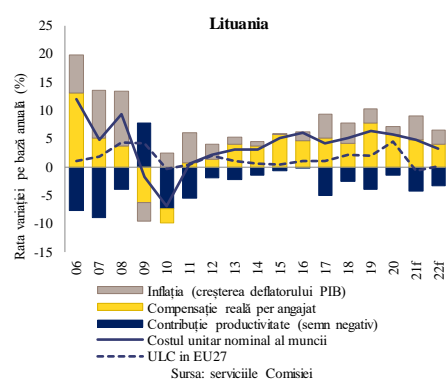 Lituania
Rata variației pe bază anuală (%)
25
20
15
10
5
0
-5
-10
-15
06 07 08 09 10 11 12 13 14 15 16 17 18 19 20 21f 22f
Inflația (creșterea deflatorului PIB)
Compensație reală per angajat
Contribuție productivitate (semn negativ)
Costul unitar nominal al muncii
ULC in EU27
Sursa: serviciile Comisiei